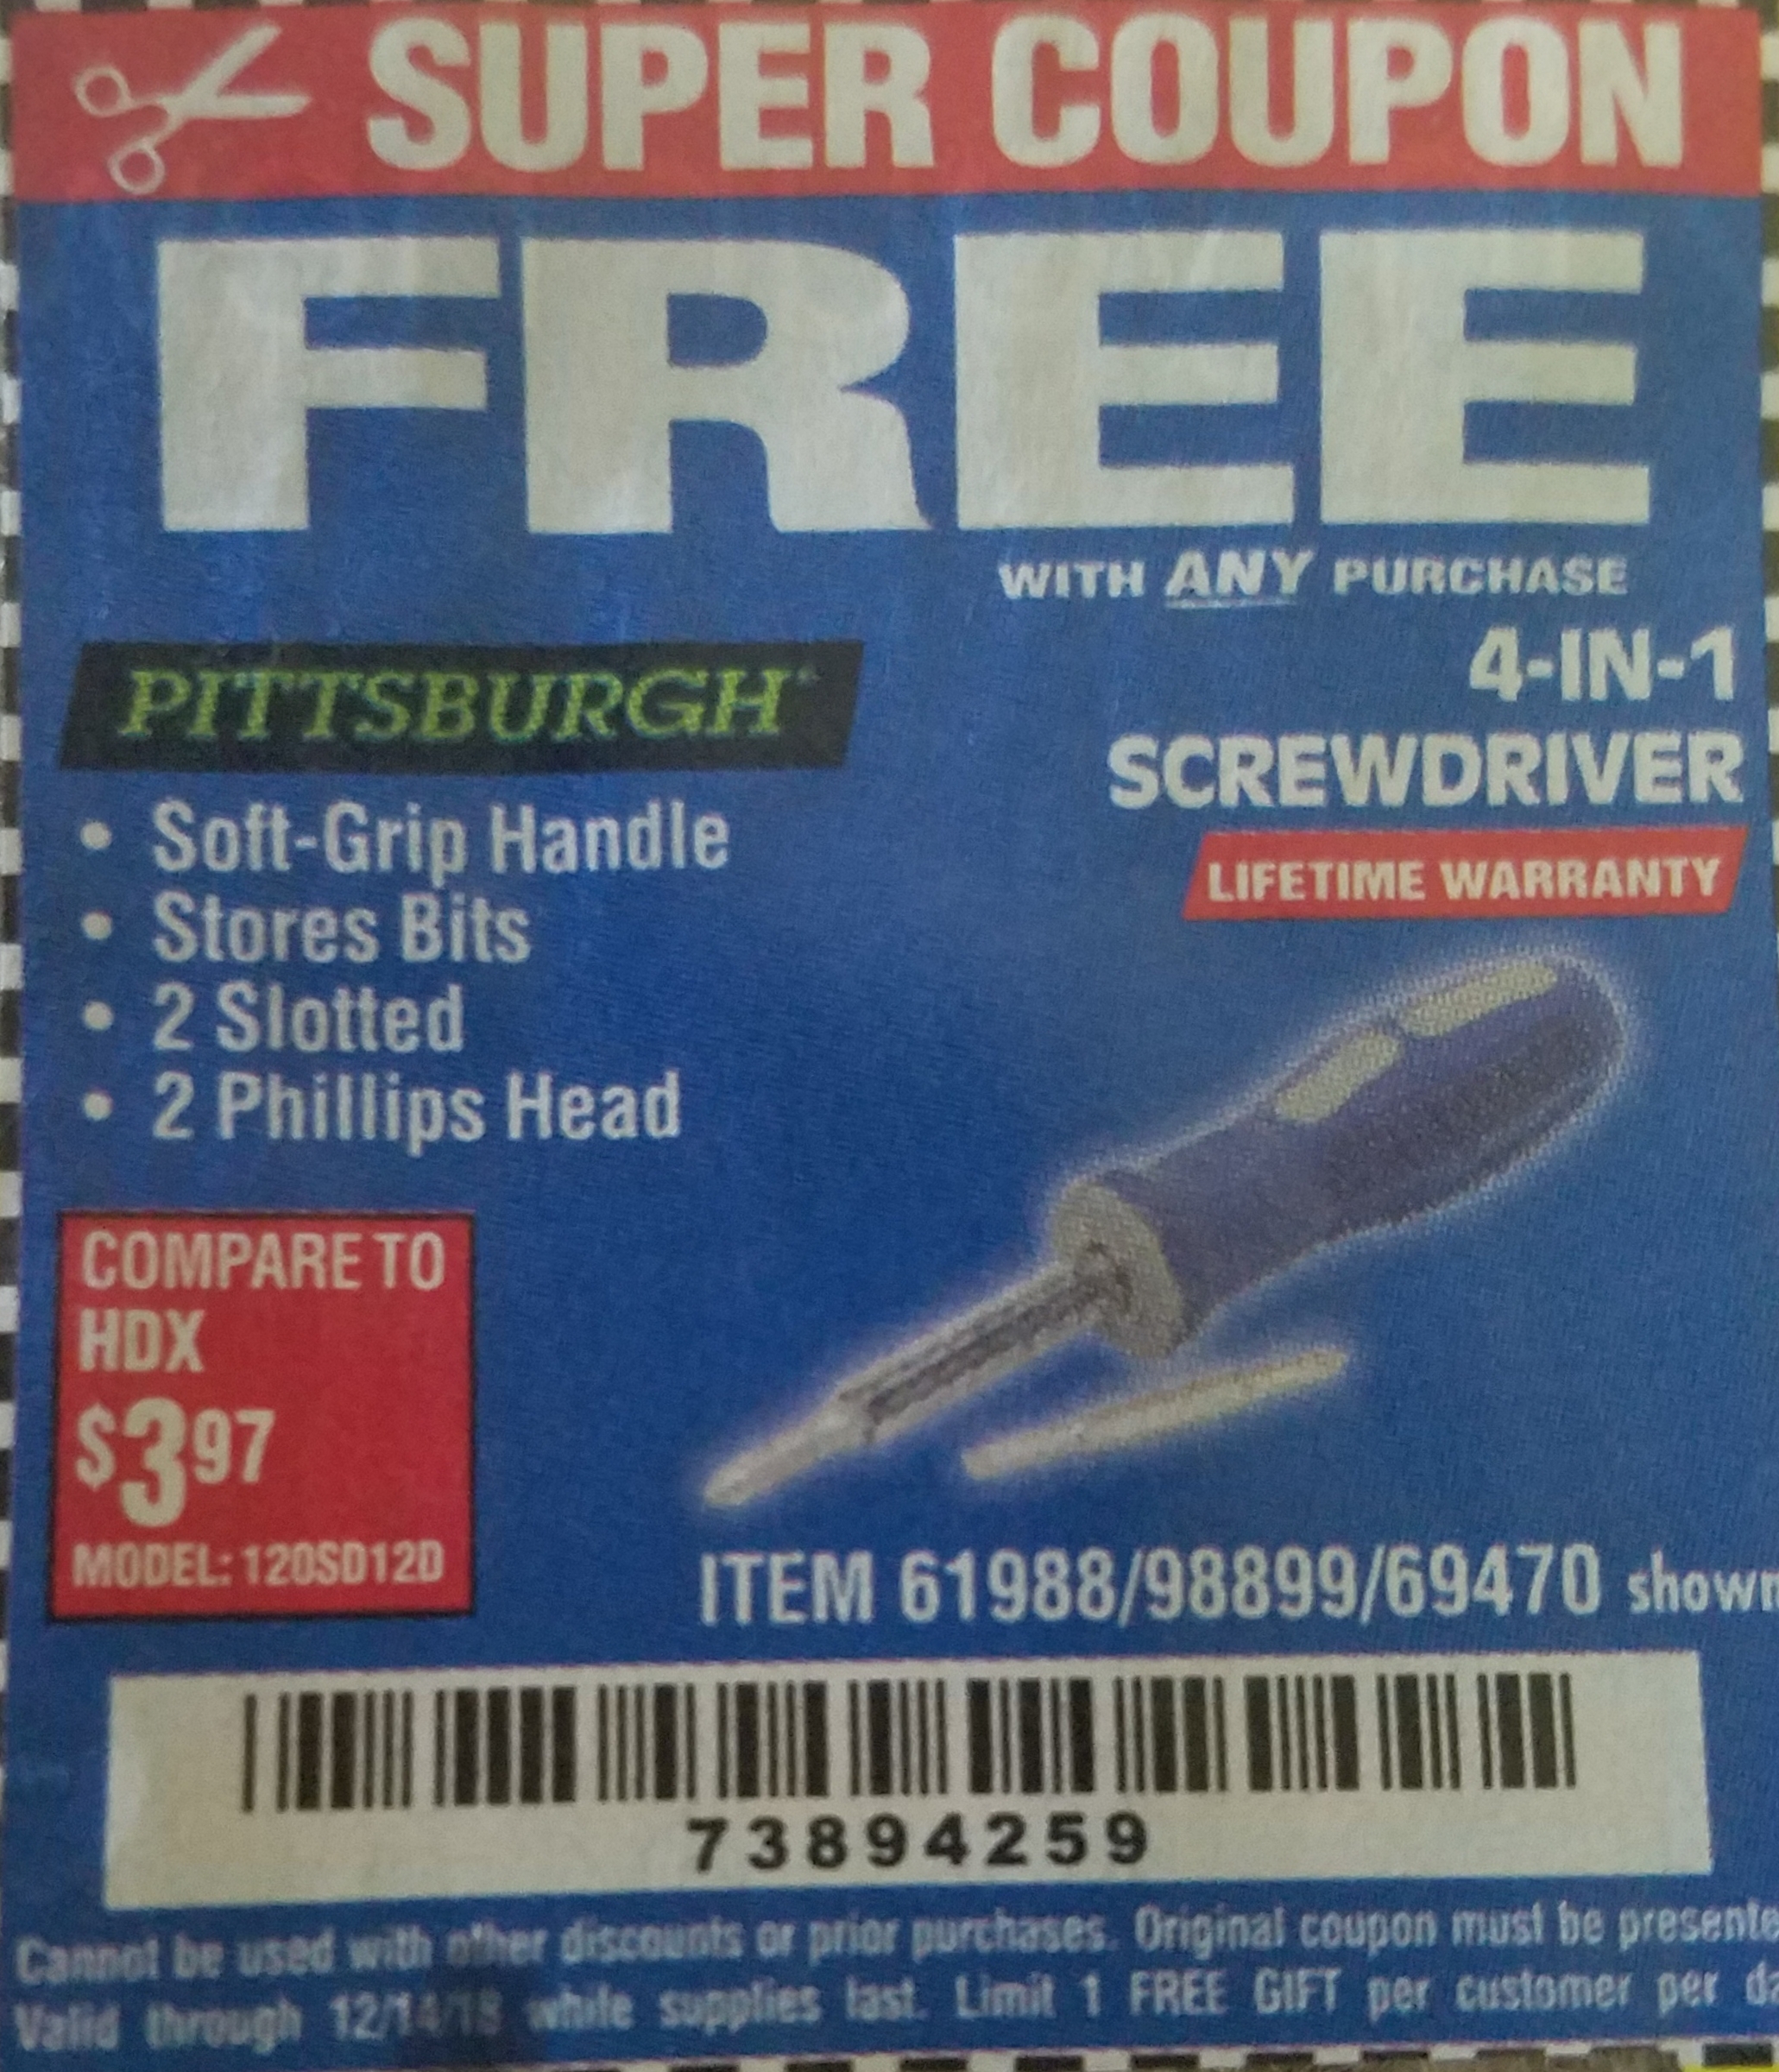 SUPER COUPON
FREE
WITH ANY PURCHASE
PITTSBURGH®
4-IN-1
SCREWDRIVER
LIFETIME WARRANTY
• Soft-Grip Handle
• Stores Bits
• 2 Slotted
• 2 Phillips Head
COMPARE TO
HDX
$3 97
MODEL: 120SD12D
ITEM 61988/98899/69470 shown
73894259
Cannot be used with other discounts or prior purchases. Original coupon must be presente
Valid through 12/14/18 while supplies last. Limit 1 FREE GIFT per customer per da